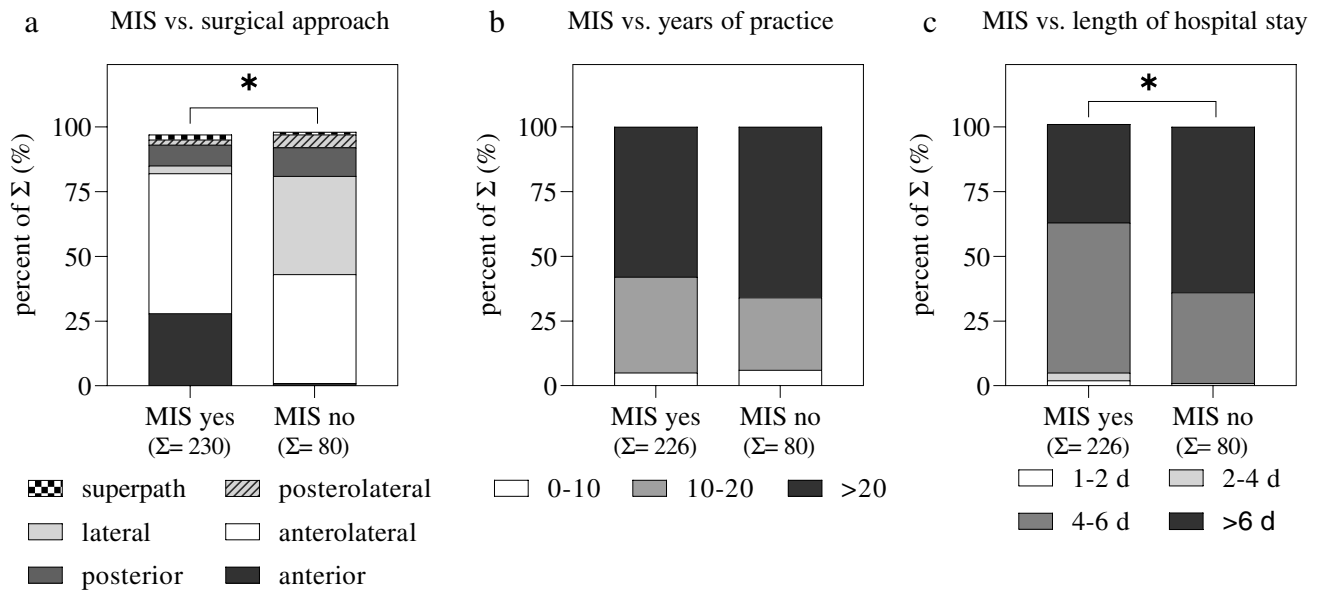 a MIS vs. surgical approach
*
percent of Σ (%)
100
75
50
25
0
MIS yes MIS no
(Σ= 230) (Σ= 80)
superpath posterolateral
lateral anterolateral
posterior anterior
b MIS vs. years of practice
percent of Σ (%)
100
75
50
25
0
MIS yes MIS no
(Σ= 226) (Σ= 80)
0-10 10-20 >20
c MIS vs. length of hospital stay
*
percent of Σ (%)
100
75
50
25
0
MIS yes MIS no
(Σ= 226) (Σ= 80)
1-2 d 2-4 d
4-6 d >6 d